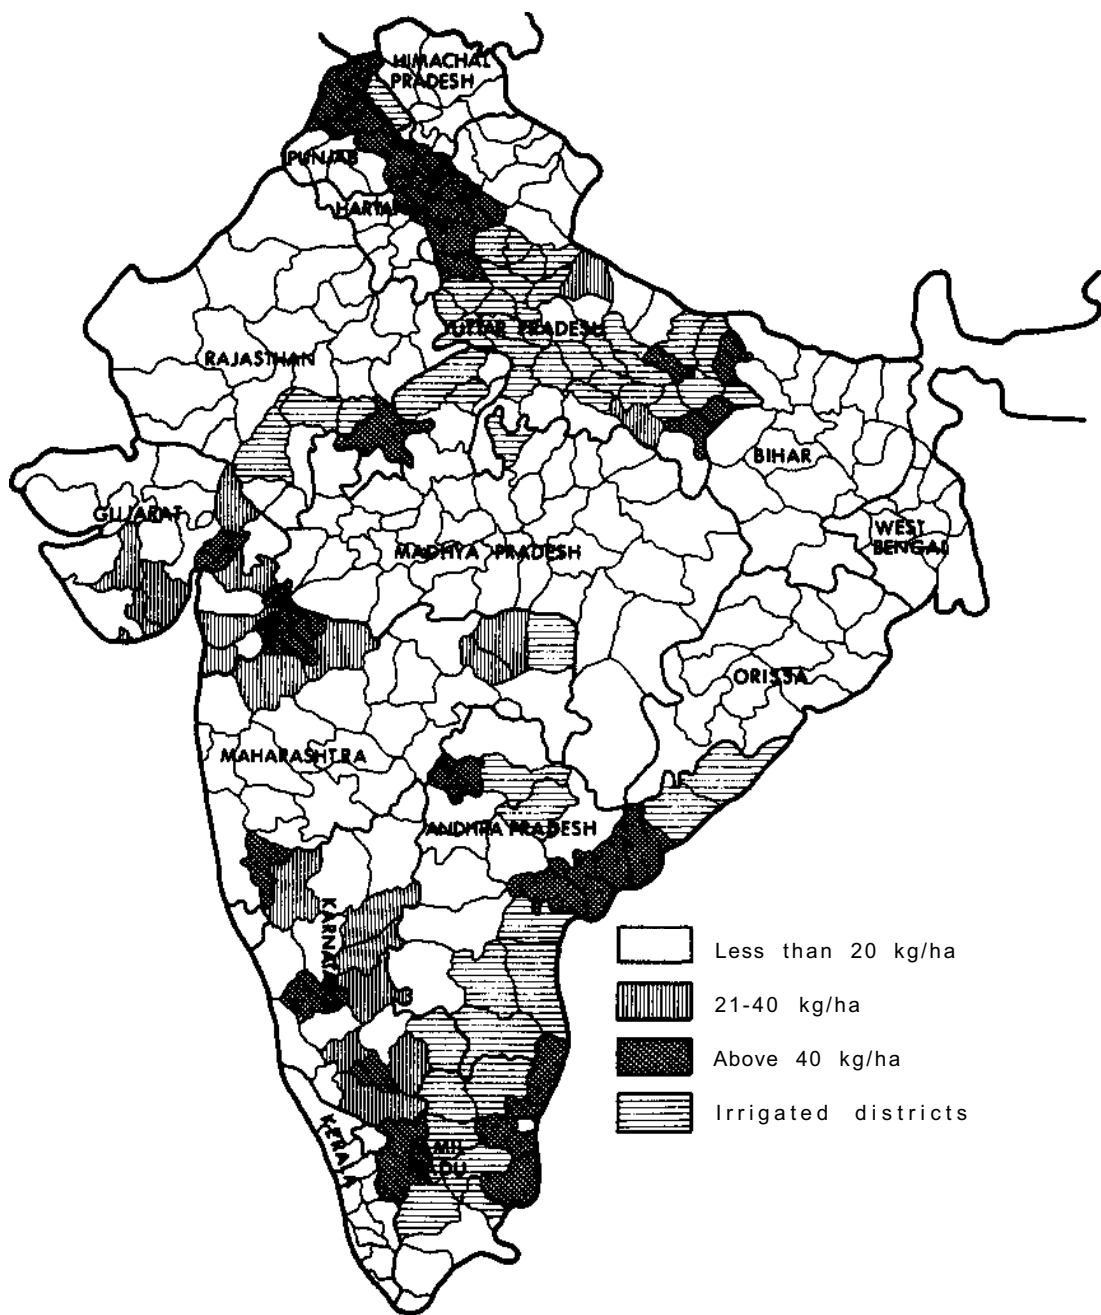 HIMACHAL
PRADESH
PUNJAB
UTTAR PRADESH
RAJASTHAN
BIHAR
GUJARAT
WEST
BENGAL
MADHYA PRADESH
ORISSA
MAHARASHTRA
ANDHRA PRADESH
KERALA
Less than 20 kg/ha
21-40 kg/ha
Above 40 kg/ha
Irrigated districts